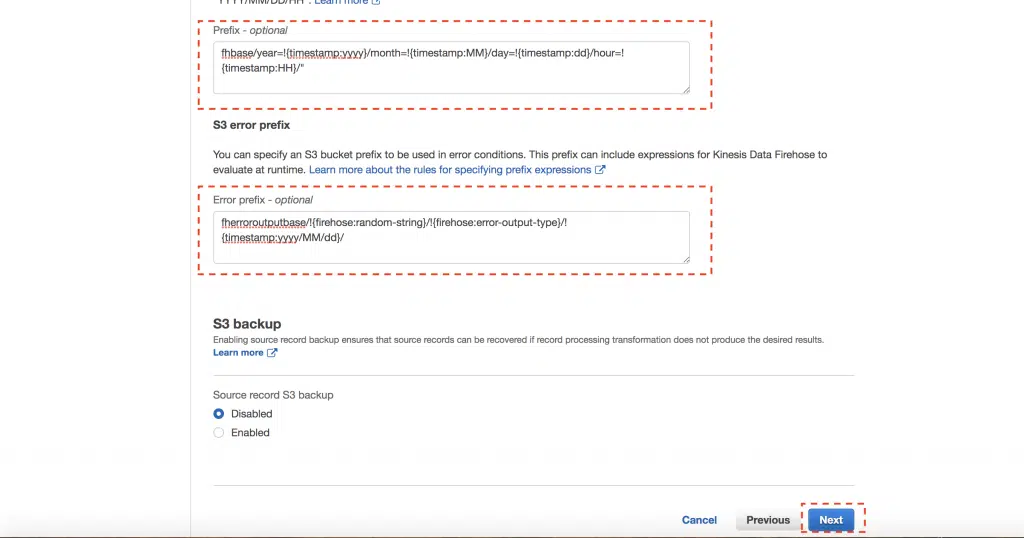 "YYYY/MM/DD/HH". Learn more
Prefix - optional
fhbase/year=!{timestamp:yyyy}/month=!{timestamp:MM}/day=!{timestamp:dd}/hour=!
{timestamp:HH}/"
S3 error prefix
You can specify an S3 bucket prefix to be used in error conditions. This prefix can include expressions for Kinesis Data Firehose to
evaluate at runtime. Learn more about the rules for specifying prefix expressions
Error prefix - optional
fherroroutputbase/!{firehose:random-string}/!{firehose:error-output-type}/!
{timestamp:yyyy/MM/dd}/
S3 backup
Enabling source record backup ensures that source records can be recovered if record processing transformation does not produce the desired results.
Learn more
Source record S3 backup
Disabled
Enabled
Cancel
Previous
Next